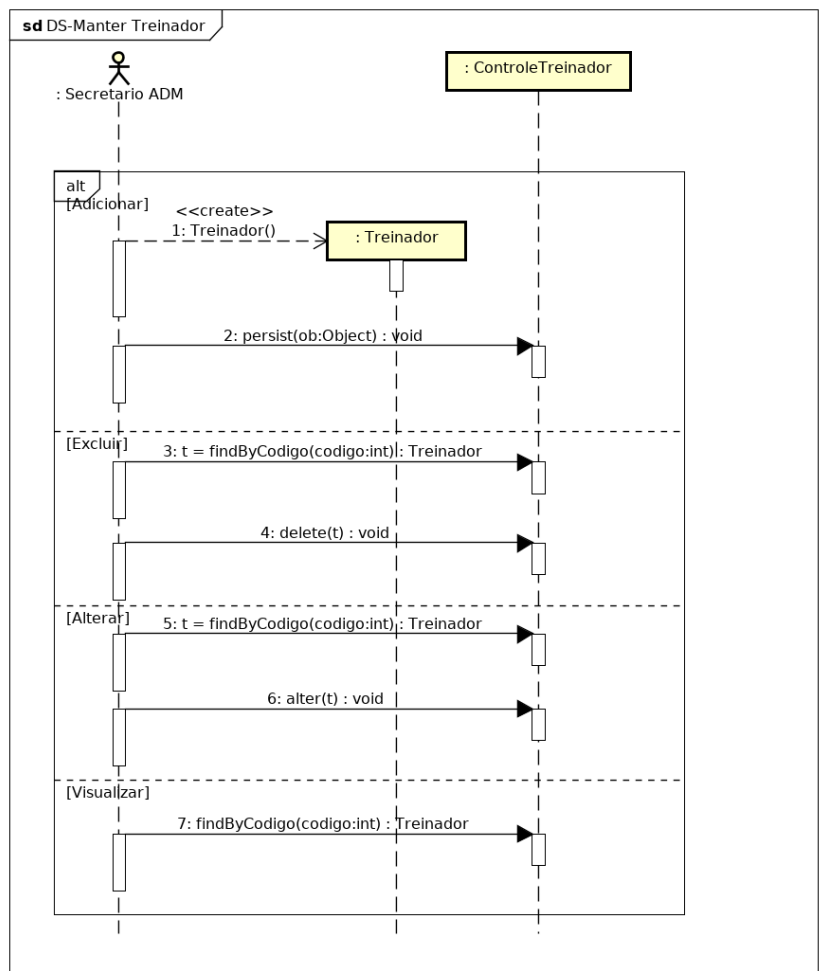 sd DS-Manter Treinador
: Secretario ADM
: ControleTreinador
alt
[Adicionar]
<<create>>
1: Treinador()
: Treinador
2: persist(ob:Object) : void
[Excluir]
3: t = findByCodigo(codigo:int) : Treinador
4: delete(t) : void
[Alterar]
5: t = findByCodigo(codigo:int) : Treinador
6: alter(t) : void
[Visualizar]
7: findByCodigo(codigo:int) : Treinador